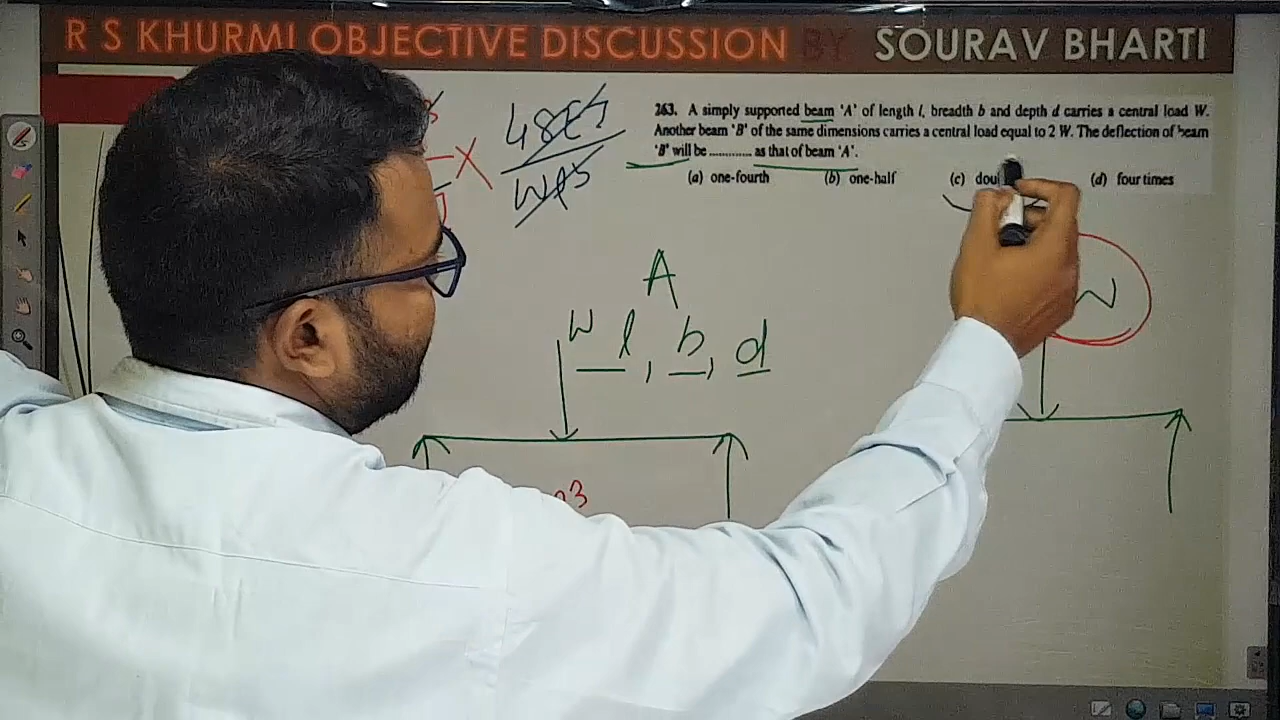 R S KHURMI OBJECTIVE DISCUSSION BY SOURAV BHARTI
263. A simply supported beam 'A' of length l, breadth b and depth d carries a central load W.
Another beam 'B' of the same dimensions carries a central load equal to 2 W. The deflection of beam
'B' will be ............ as that of beam 'A'.
(a) one-fourth (b) one-half (c) (d) four times
X
A
W l, b, d
W